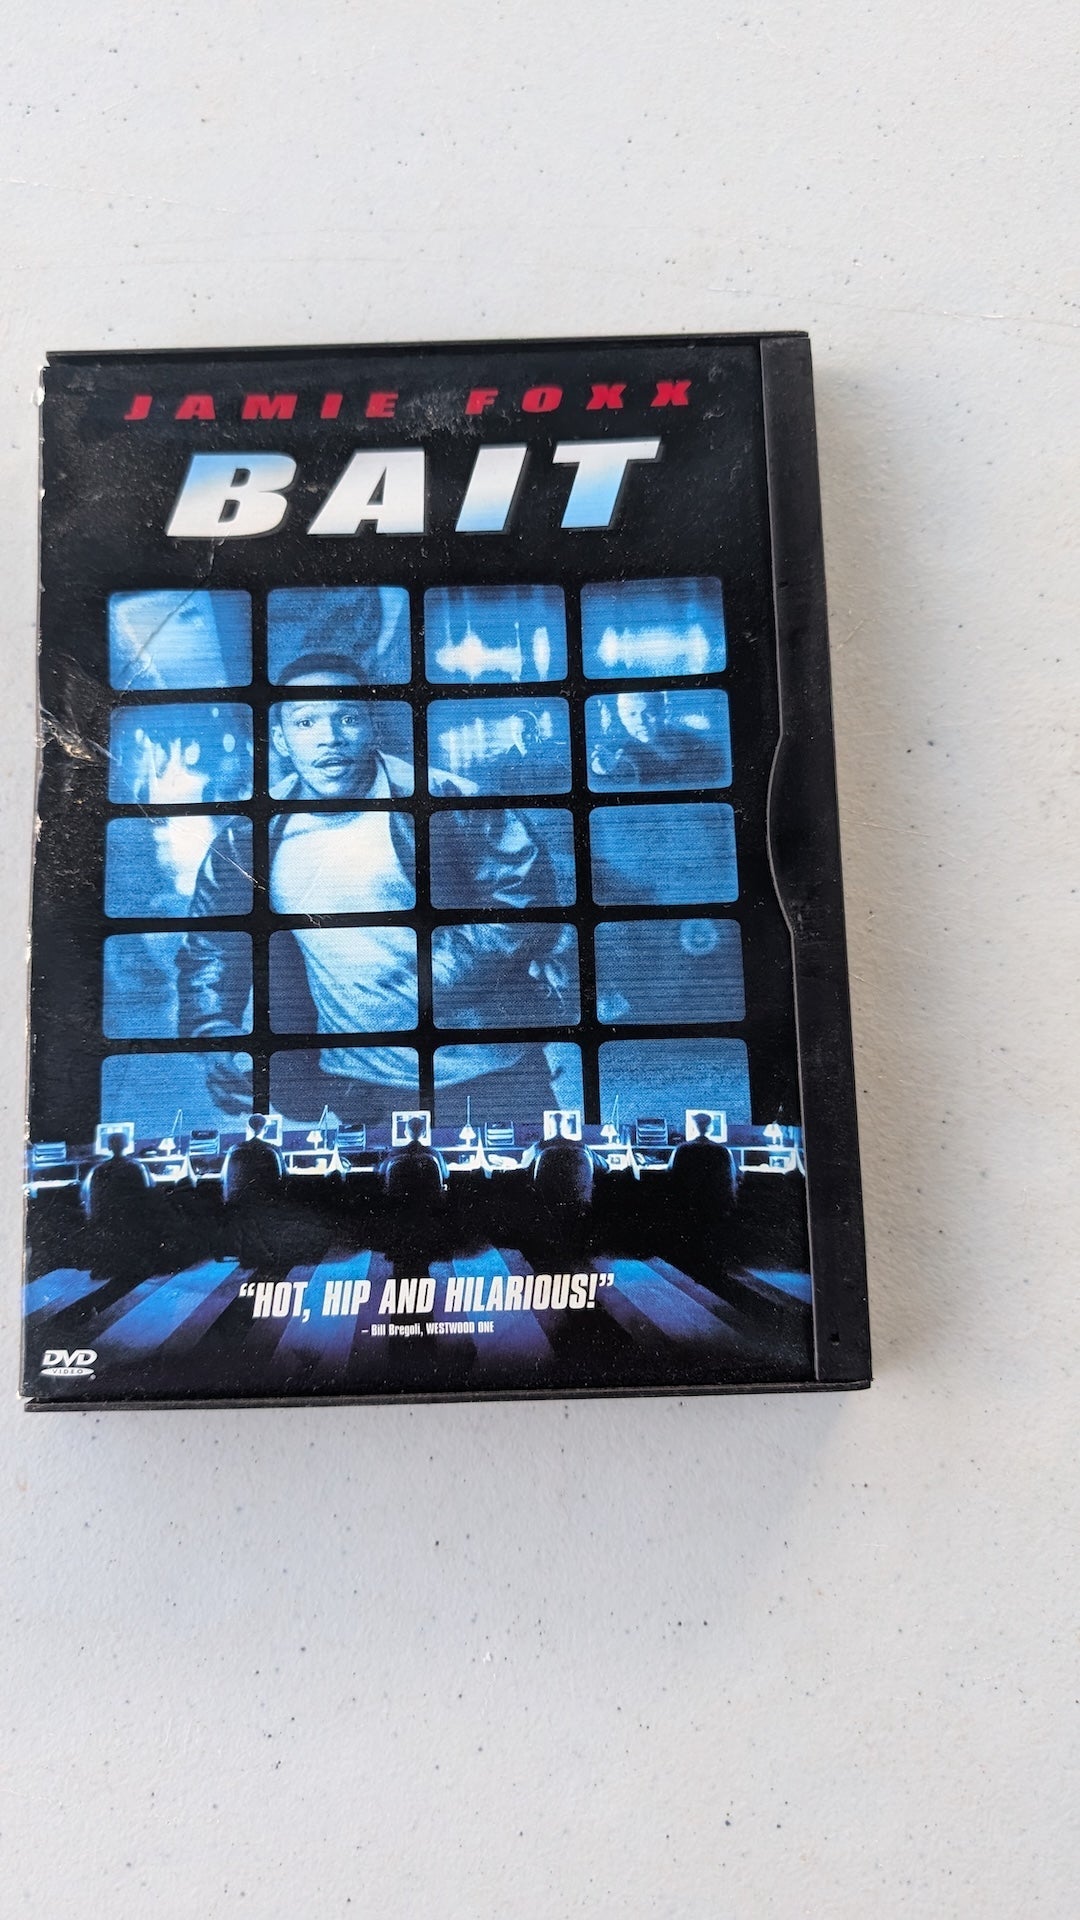 JAMIE FOXX
BAIT
“HOT, HIP AND HILARIOUS!”
– Bill Bregoli, WESTWOOD ONE
DVD
VIDEO